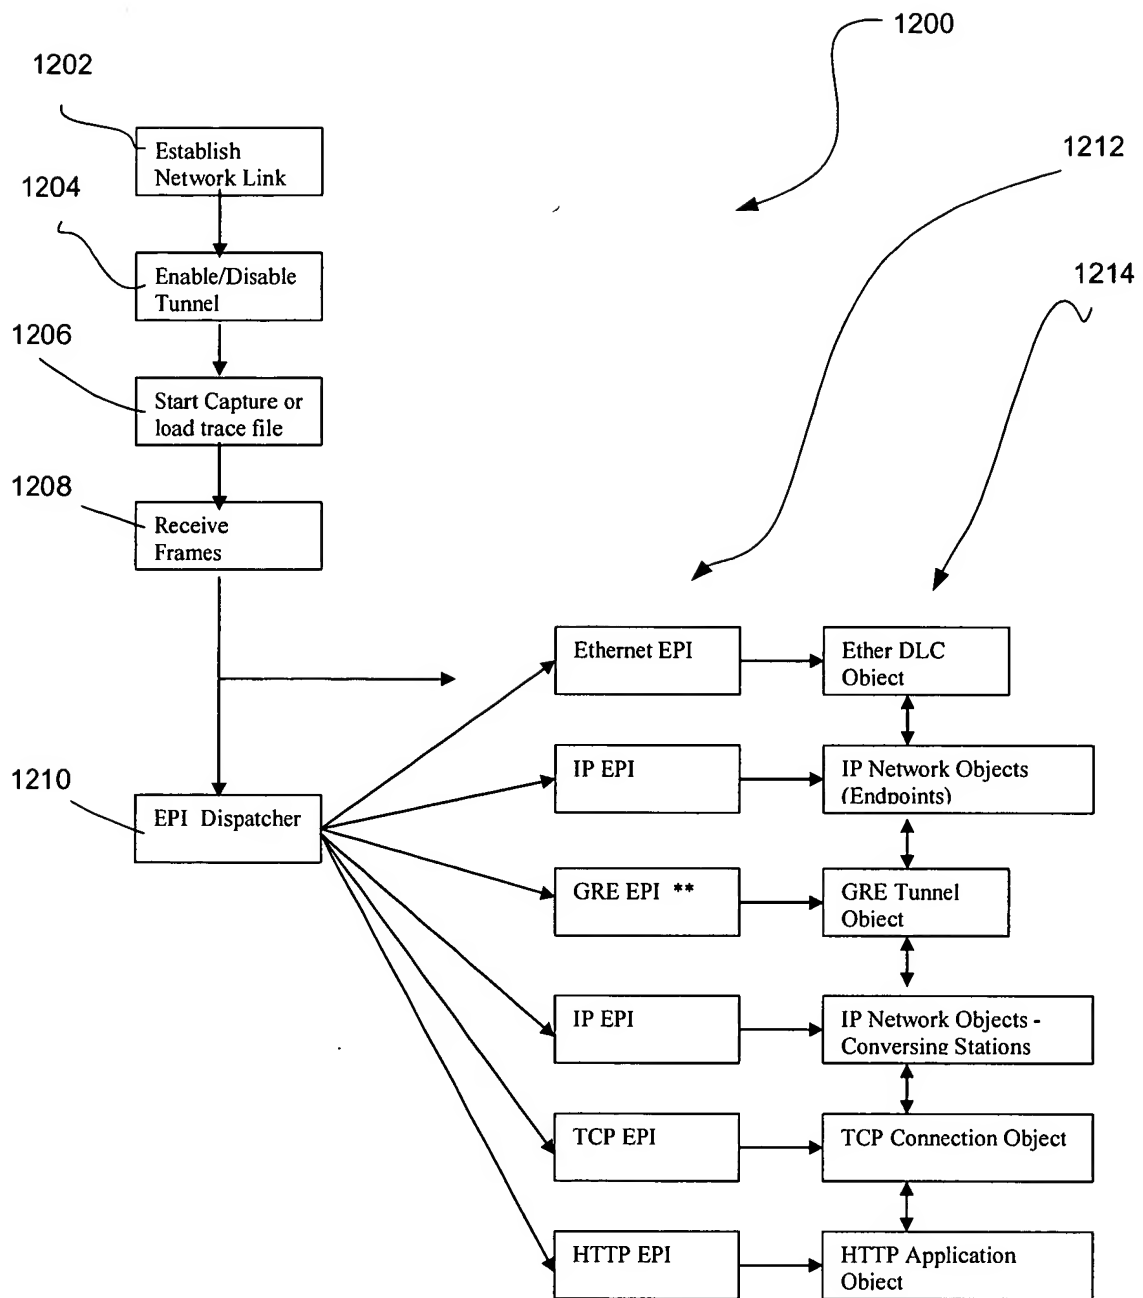 1200
1202
Establish
Network Link
1212
1204
Enable/Disable
Tunnel
1214
1206
Start Capture or
load trace file
1208
Receive
Frames
Ethernet EPI
Ether DLC
Object
1210
EPI Dispatcher
IP EPI
IP Network Objects
(Endpoints)
GRE EPI **
GRE Tunnel
Object
IP EPI
IP Network Objects -
Conversing Stations
TCP EPI
TCP Connection Object
HTTP EPI
HTTP Application
Object